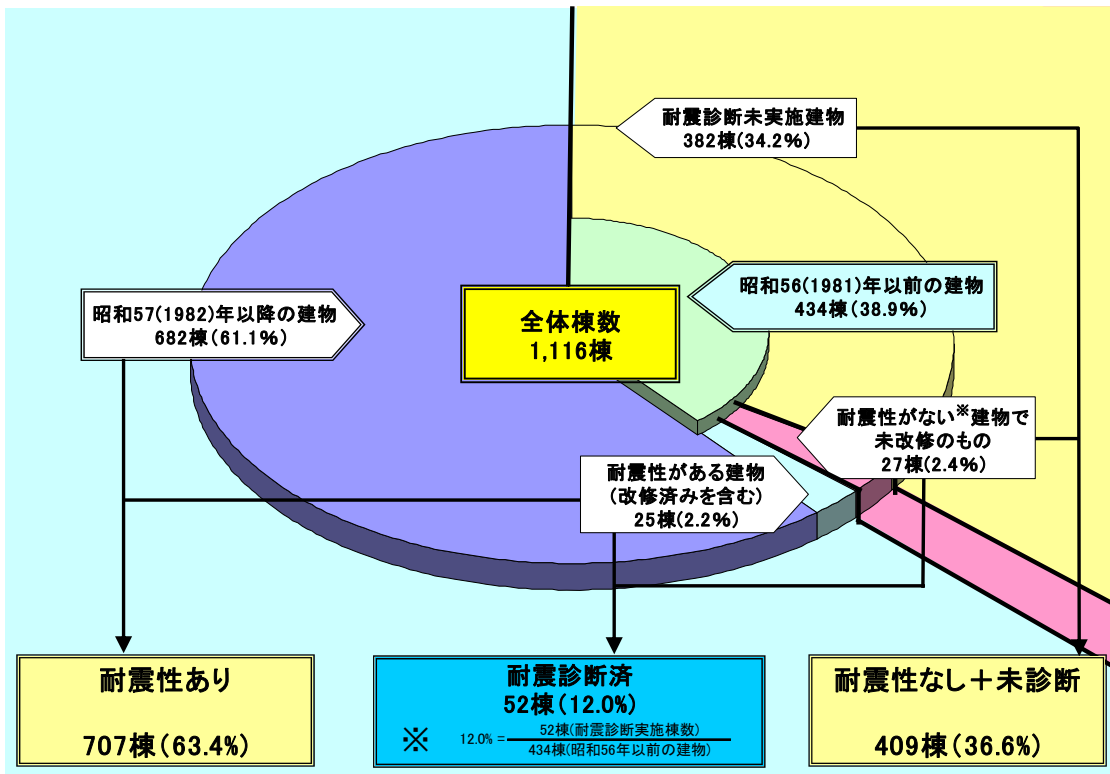 耐震診断未実施建物
382棟(34.2%)
昭和56(1981)年以前の建物
434棟(38.9%)
昭和57(1982)年以降の建物
682棟(61.1%)
全体棟数
1,116棟
耐震性がない※建物で
未改修のもの
27棟(2.4%)
耐震性がある建物
(改修済みを含む)
25棟(2.2%)
耐震性あり
707棟(63.4%)
耐震診断済
52棟(12.0%)
※ 12.0% = 52棟(耐震診断実施棟数)
434棟(昭和56年以前の建物)
耐震性なし+未診断
409棟(36.6%)